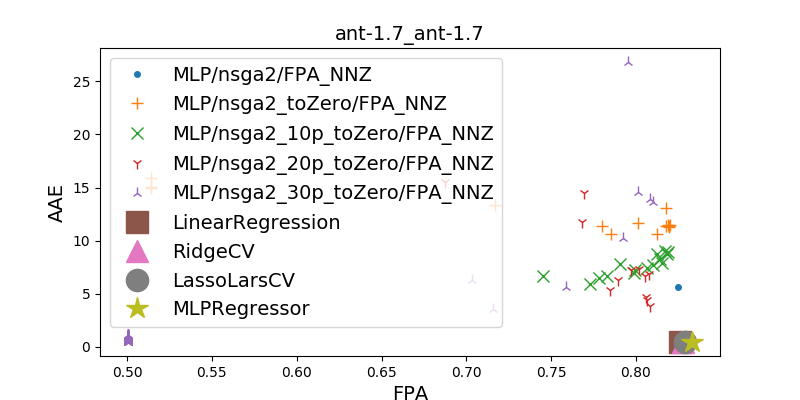 ant-1.7_ant-1.7
AAE
25
20
15
10
5
0
MLP/nsga2/FPA_NNZ
MLP/nsga2_toZero/FPA_NNZ
MLP/nsga2_10p_toZero/FPA_NNZ
MLP/nsga2_20p_toZero/FPA_NNZ
MLP/nsga2_30p_toZero/FPA_NNZ
LinearRegression
RidgeCV
LassoLarsCV
MLPRegressor
0.50 0.55 0.60 0.65 0.70 0.75 0.80
FPA